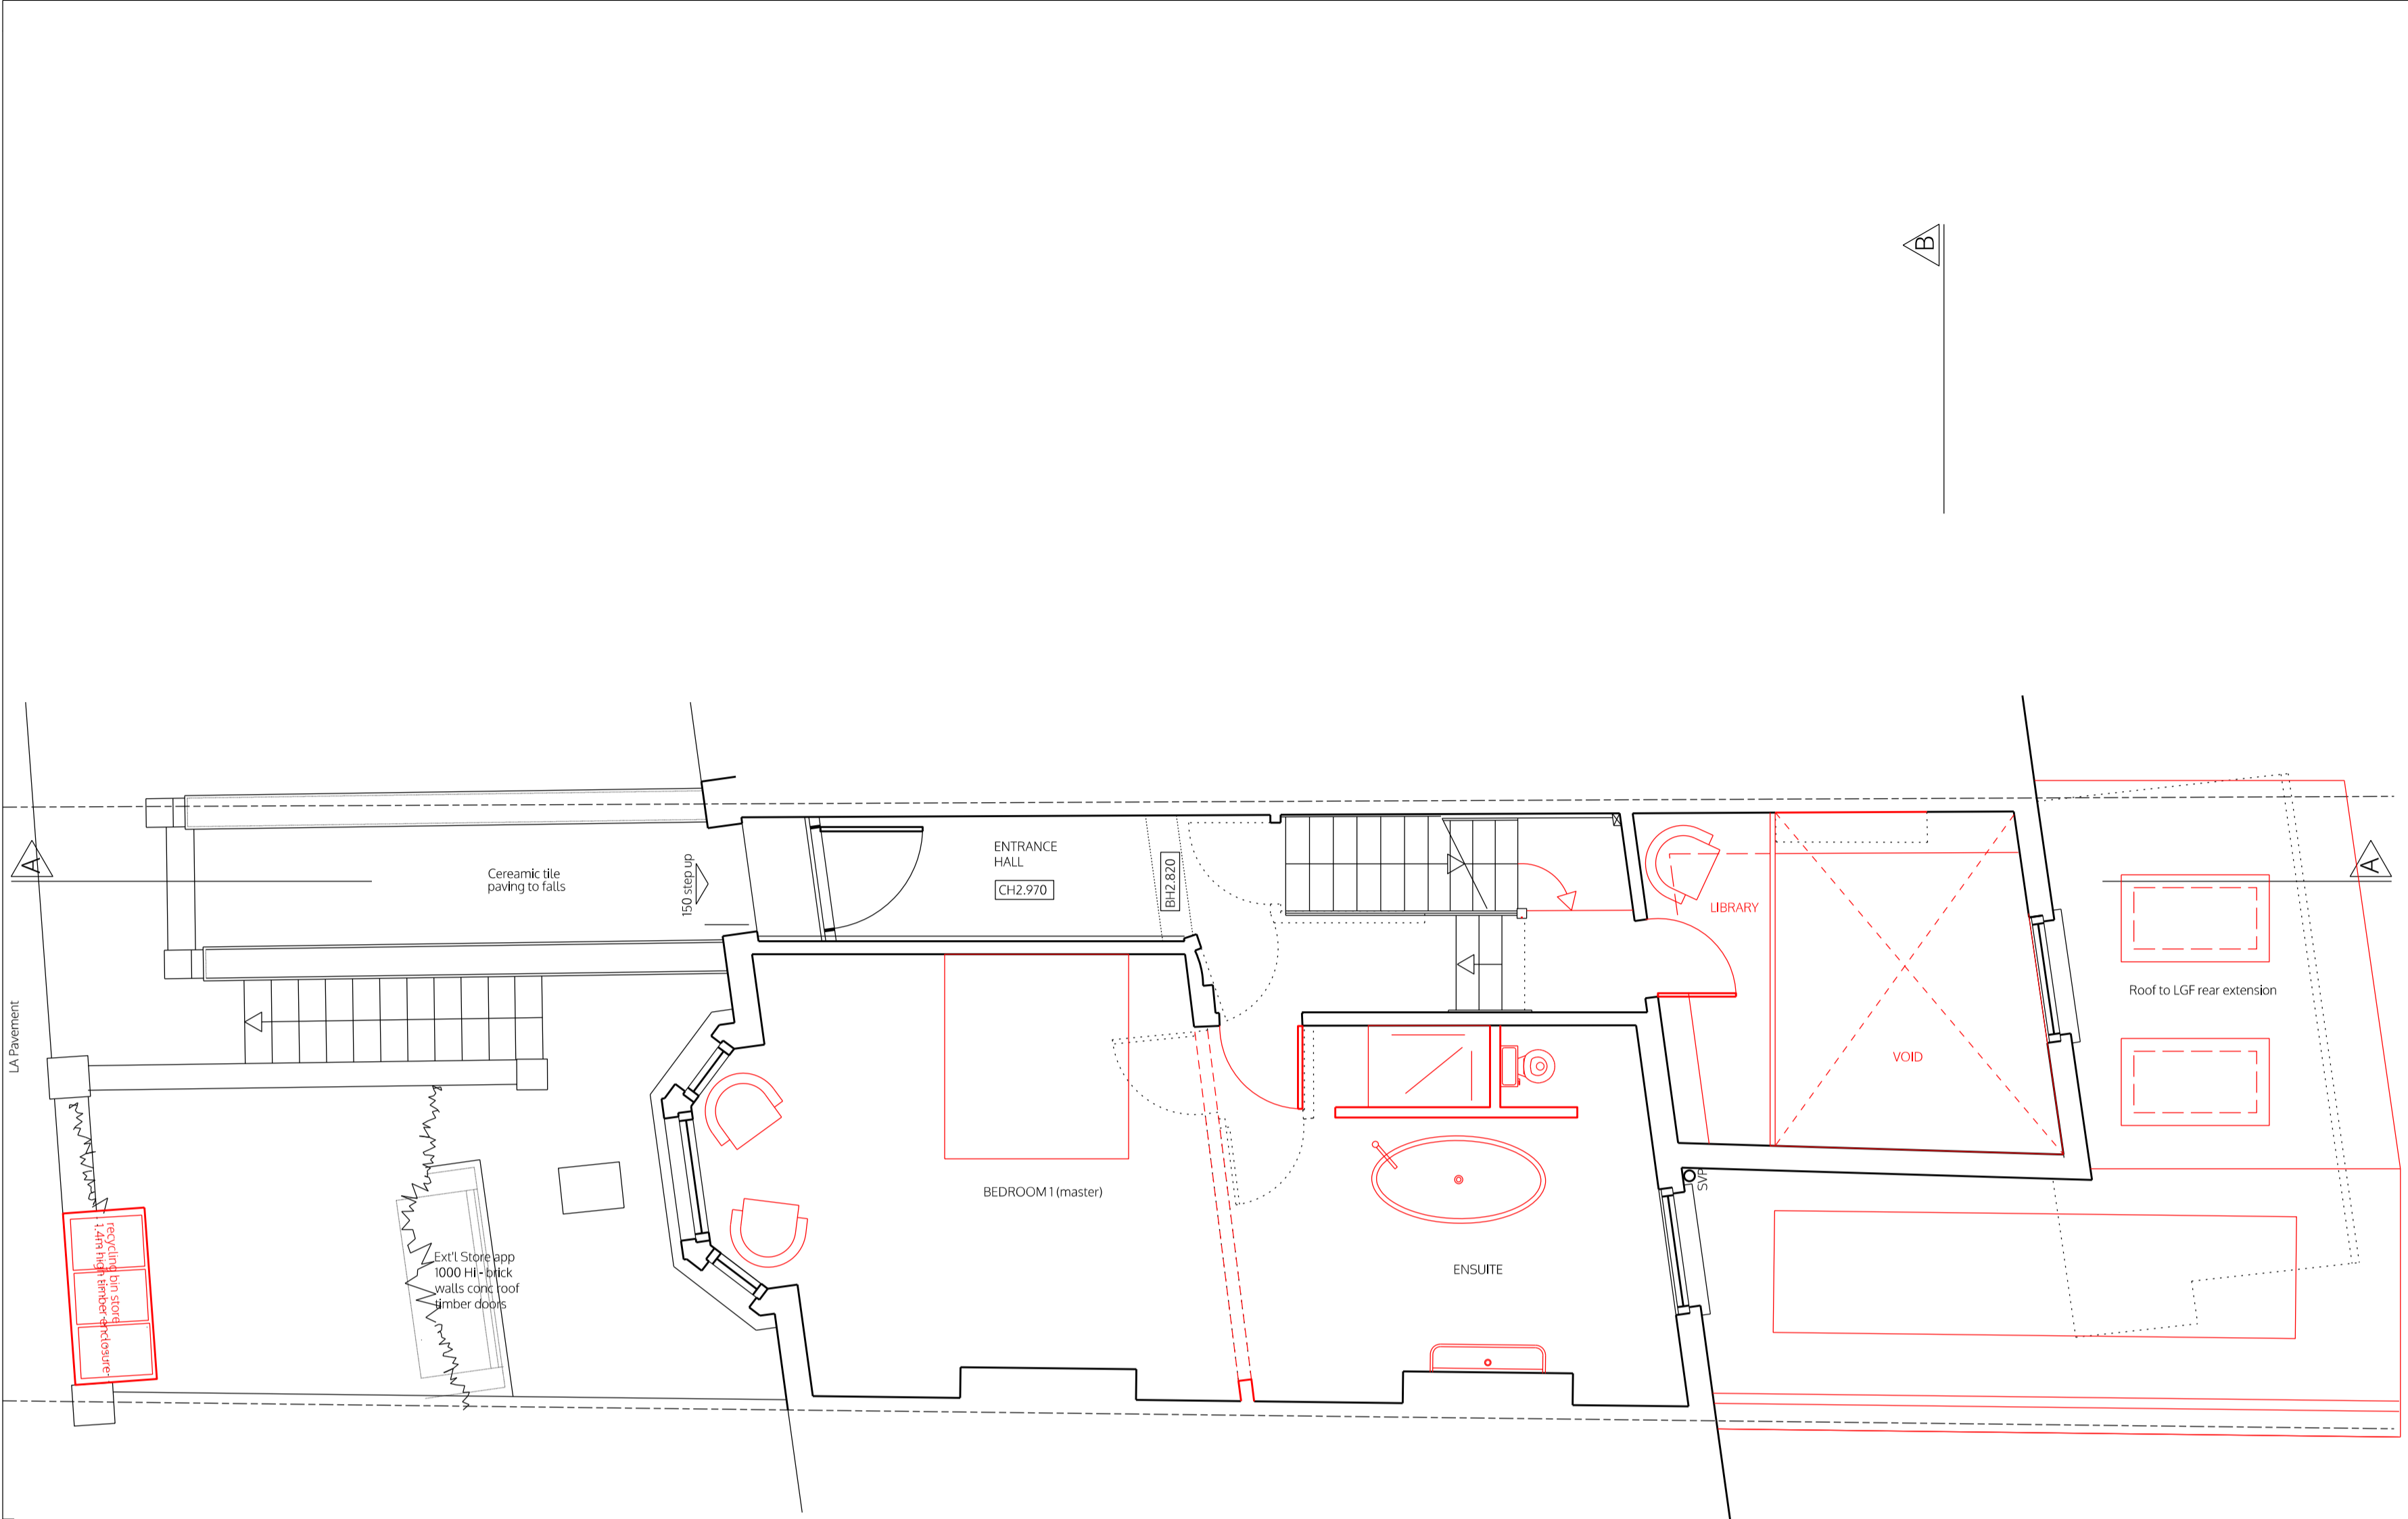 B
A
Cereamic tile
paving to falls
150 step up
ENTRANCE
HALL
CH2.970
BH2.820
LIBRARY
A
Roof to LGF rear extension
LA Pavement
VOID
SVP
BEDROOM 1 (master)
ENSUITE
recycling bin store
1.4m high timber enclosure
Ext'l Store app
1000 Hi - brick
walls conc roof
timber doors